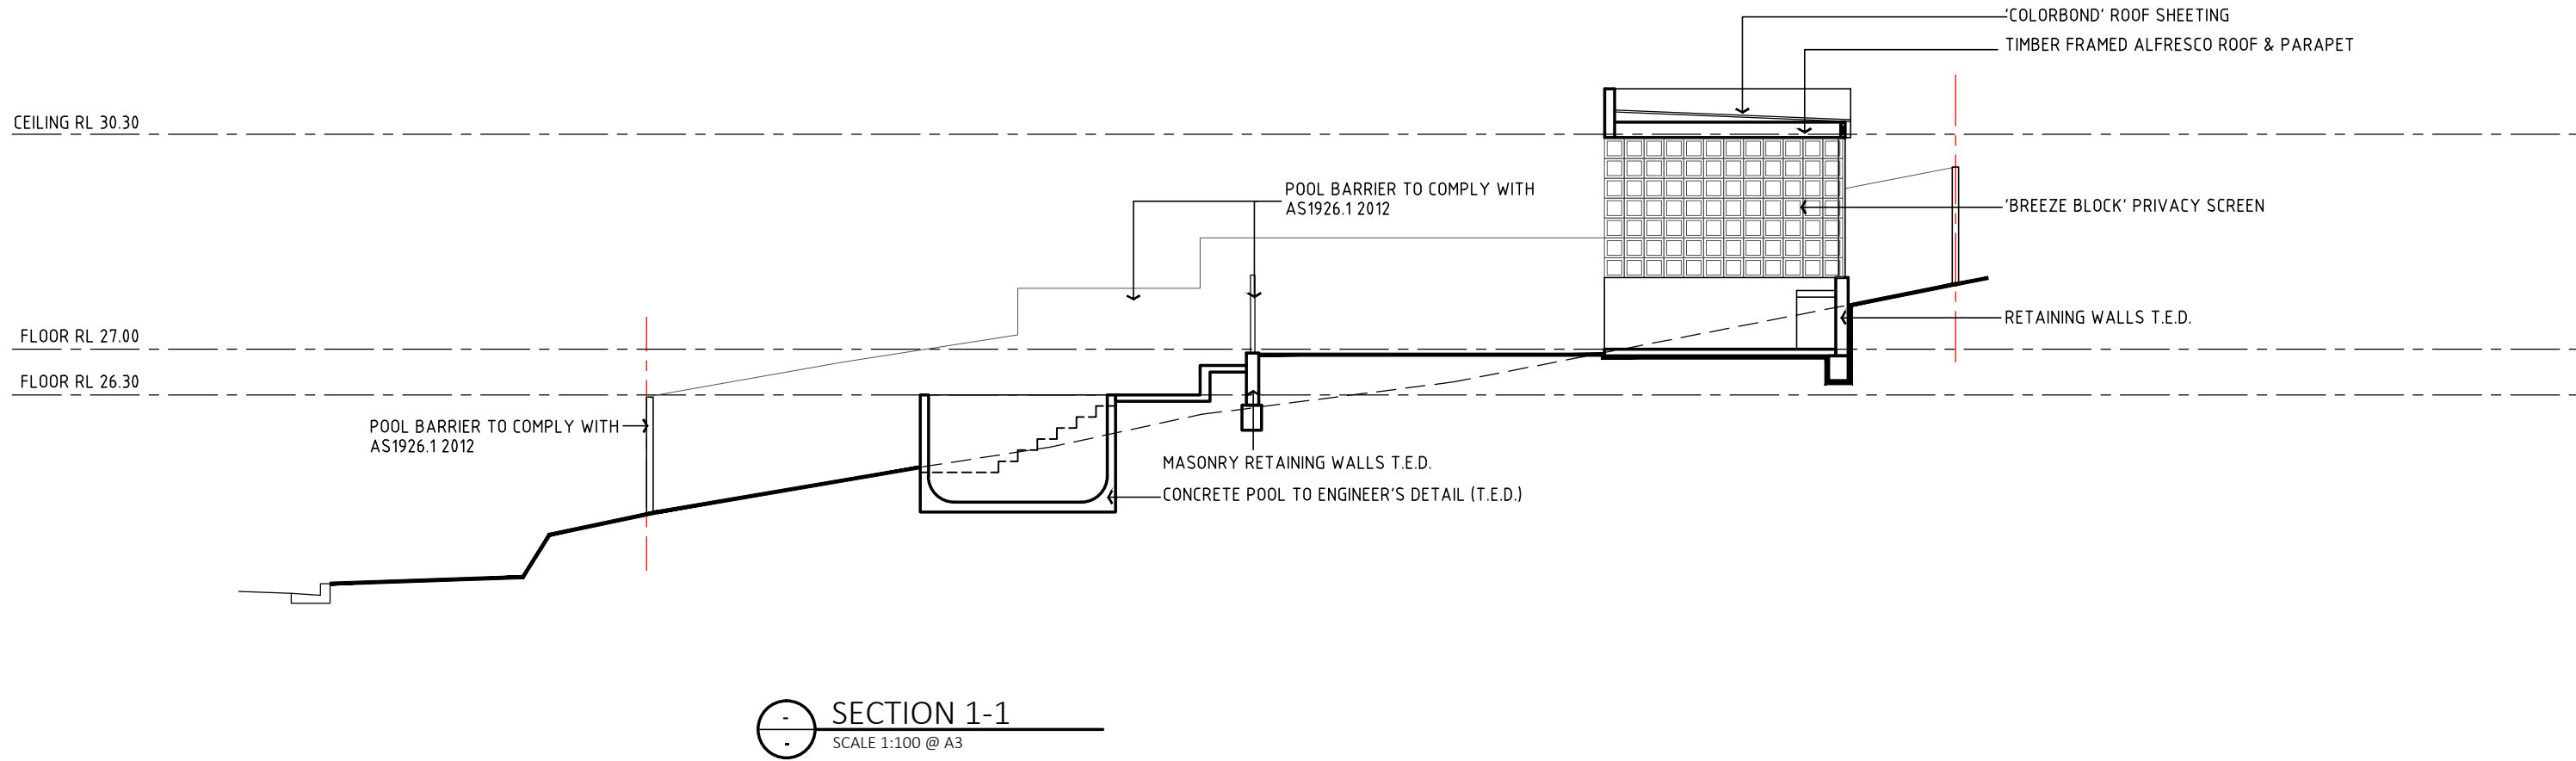 'COLORBOND' ROOF SHEETING
TIMBER FRAMED ALFRESCO ROOF & PARAPET
CEILING RL 30.30
POOL BARRIER TO COMPLY WITH
AS1926.1 2012
'BREEZE BLOCK' PRIVACY SCREEN
RETAINING WALLS T.E.D.
FLOOR RL 27.00
FLOOR RL 26.30
POOL BARRIER TO COMPLY WITH
AS1926.1 2012
MASONRY RETAINING WALLS T.E.D.
CONCRETE POOL TO ENGINEER'S DETAIL (T.E.D.)
-
-
SECTION 1-1
SCALE 1:100 @ A3